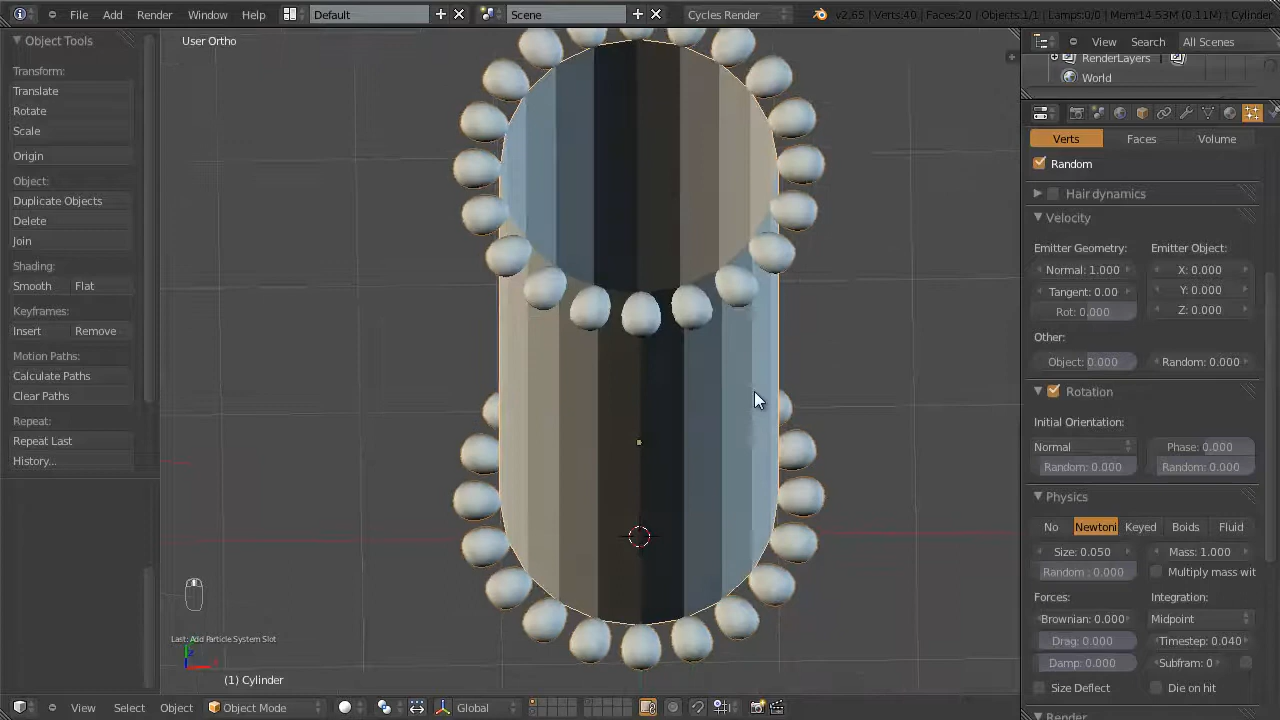 File Add Render Window Help Default Scene Cycles Render v2.65 | Verts:40 | Faces:20 | Objects:1/1 | Lamps:0/0 | Mem:14.53M (0.11M) | Cylinder
Object Tools
Transform:
Translate
Rotate
Scale
Origin
Object:
Duplicate Objects
Delete
Join
Shading:
Smooth Flat
Keyframes:
Insert Remove
Motion Paths:
Calculate Paths
Clear Paths
Repeat:
Repeat Last
History...
User Ortho
Last: Add Particle System Slot
(1) Cylinder
View Select Object Object Mode Global
View Search All Scenes
RenderLayers
World
Verts Faces Volume
Random
Hair dynamics
Velocity
Emitter Geometry: Emitter Object:
Normal: 1.000 X: 0.000
Tangent: 0.00 Y: 0.000
Rot: 0.000 Z: 0.000
Other:
Object: 0.000 Random: 0.000
Rotation
Initial Orientation:
Normal Phase: 0.000
Random: 0.000 Random: 0.000
Physics
No Newtoni Keyed Boids Fluid
Size: 0.050 Mass: 1.000
Random : 0.000 Multiply mass wit
Forces: Integration:
Brownian: 0.000 Midpoint
Drag: 0.000 Timestep: 0.040
Damp: 0.000 Subfram: 0
Size Deflect Die on hit
Render